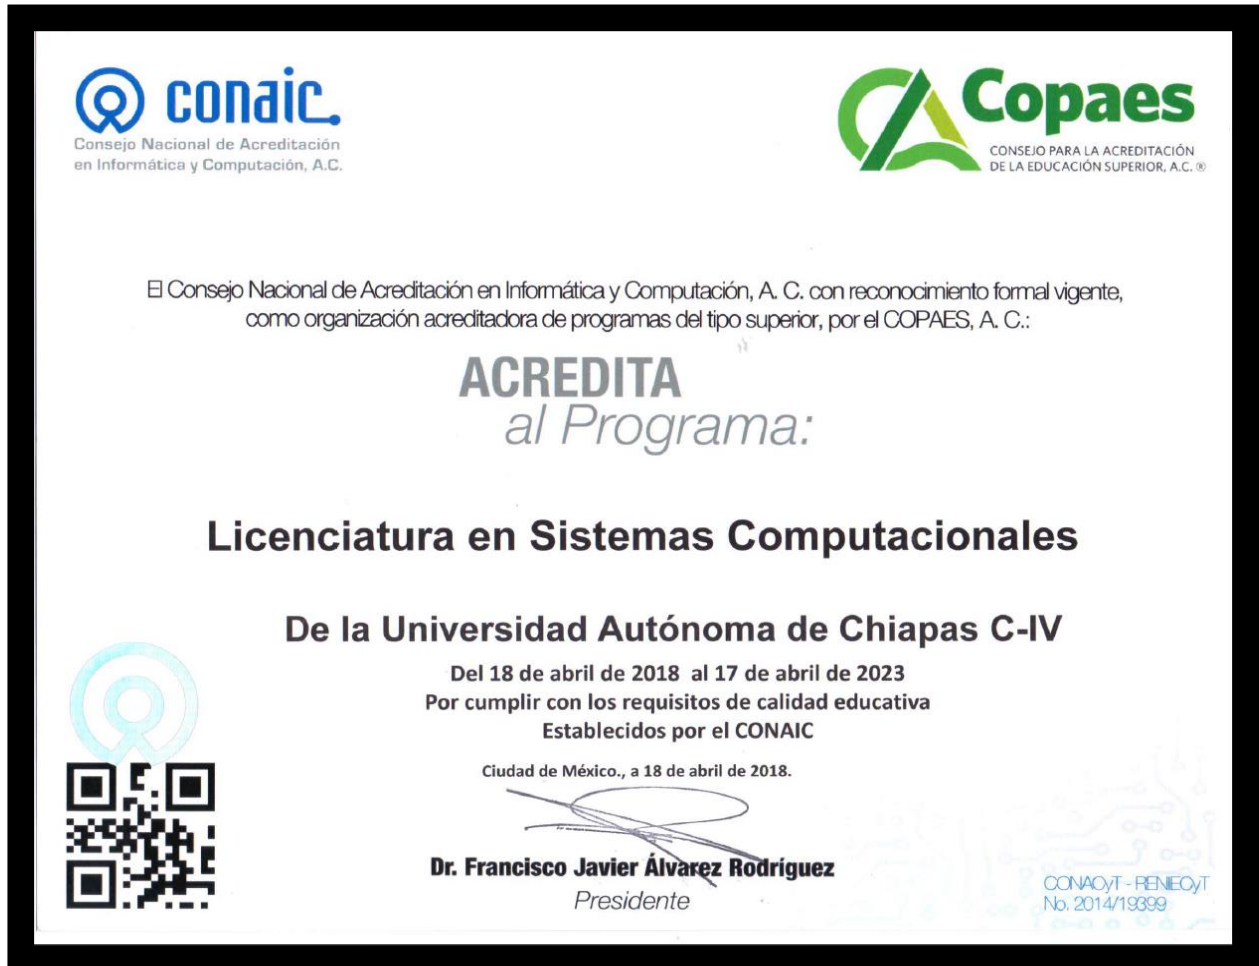 conaic.
Consejo Nacional de Acreditación
en Informática y Computación, A.C.
Copaes
CONSEJO PARA LA ACREDITACIÓN
DE LA EDUCACIÓN SUPERIOR, A.C. ®
El Consejo Nacional de Acreditación en Informática y Computación, A. C. con reconocimiento formal vigente,
como organización acreditadora de programas del tipo superior, por el COPAES, A. C.:
ACREDITA
al Programa:
Licenciatura en Sistemas Computacionales
De la Universidad Autónoma de Chiapas C-IV
Del 18 de abril de 2018 al 17 de abril de 2023
Por cumplir con los requisitos de calidad educativa
Establecidos por el CONAIC
Ciudad de México., a 18 de abril de 2018.
Dr. Francisco Javier Álvarez Rodríguez
Presidente
CONACyT - RENIECyT
No. 2014/19399